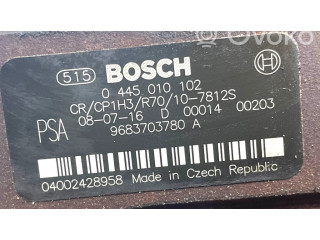 ovoko
515 BOSCH
0 445 010 102
CR/CP1H3/R70/10-7812S
PSA 08-07-16 D 00014 00203
9683703780 A
04002428958 Made in Czech Republic